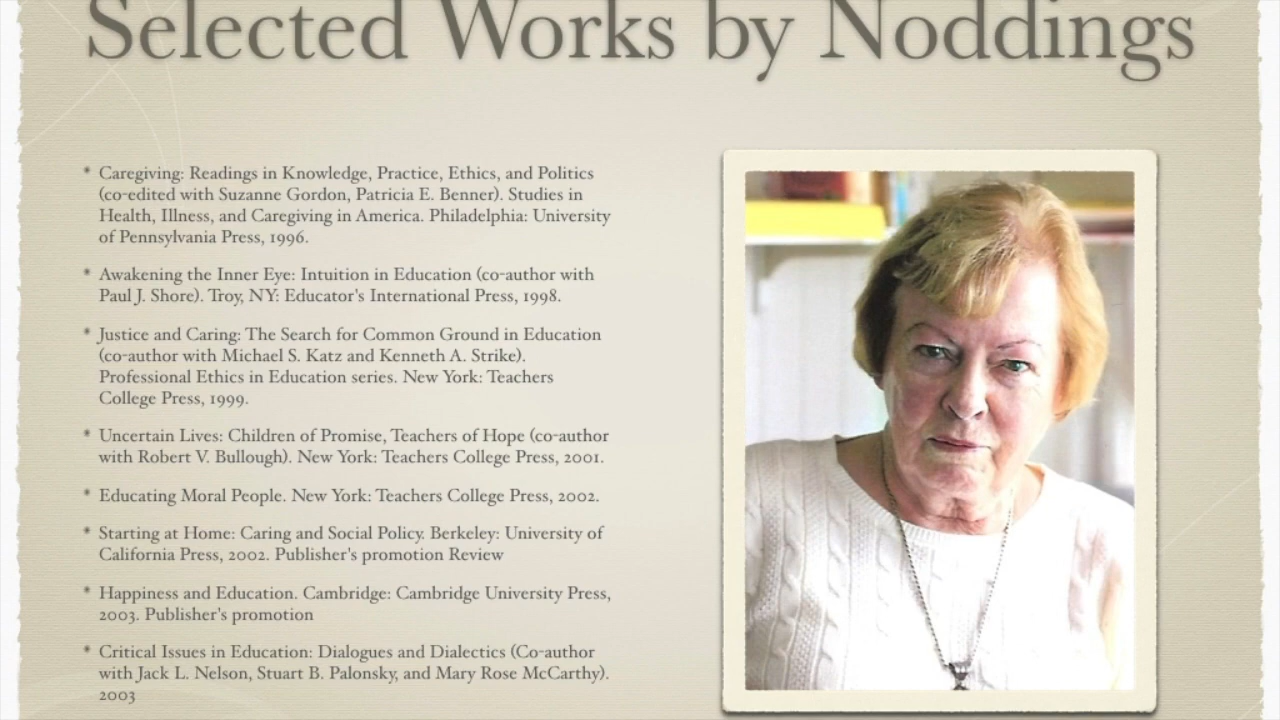 Selected Works by Noddings
* Caregiving: Readings in Knowledge, Practice, Ethics, and Politics
(co-edited with Suzanne Gordon, Patricia E. Benner). Studies in
Health, Illness, and Caregiving in America. Philadelphia: University
of Pennsylvania Press, 1996.
* Awakening the Inner Eye: Intuition in Education (co-author with
Paul J. Shore). Troy, NY: Educator's International Press, 1998.
* Justice and Caring: The Search for Common Ground in Education
(co-author with Michael S. Katz and Kenneth A. Strike).
Professional Ethics in Education series. New York: Teachers
College Press, 1999.
* Uncertain Lives: Children of Promise, Teachers of Hope (co-author
with Robert V. Bullough). New York: Teachers College Press, 2001.
* Educating Moral People. New York: Teachers College Press, 2002.
* Starting at Home: Caring and Social Policy. Berkeley: University of
California Press, 2002. Publisher's promotion Review
* Happiness and Education. Cambridge: Cambridge University Press,
2003. Publisher's promotion
* Critical Issues in Education: Dialogues and Dialectics (Co-author
with Jack L. Nelson, Stuart B. Palonsky, and Mary Rose McCarthy).
2003